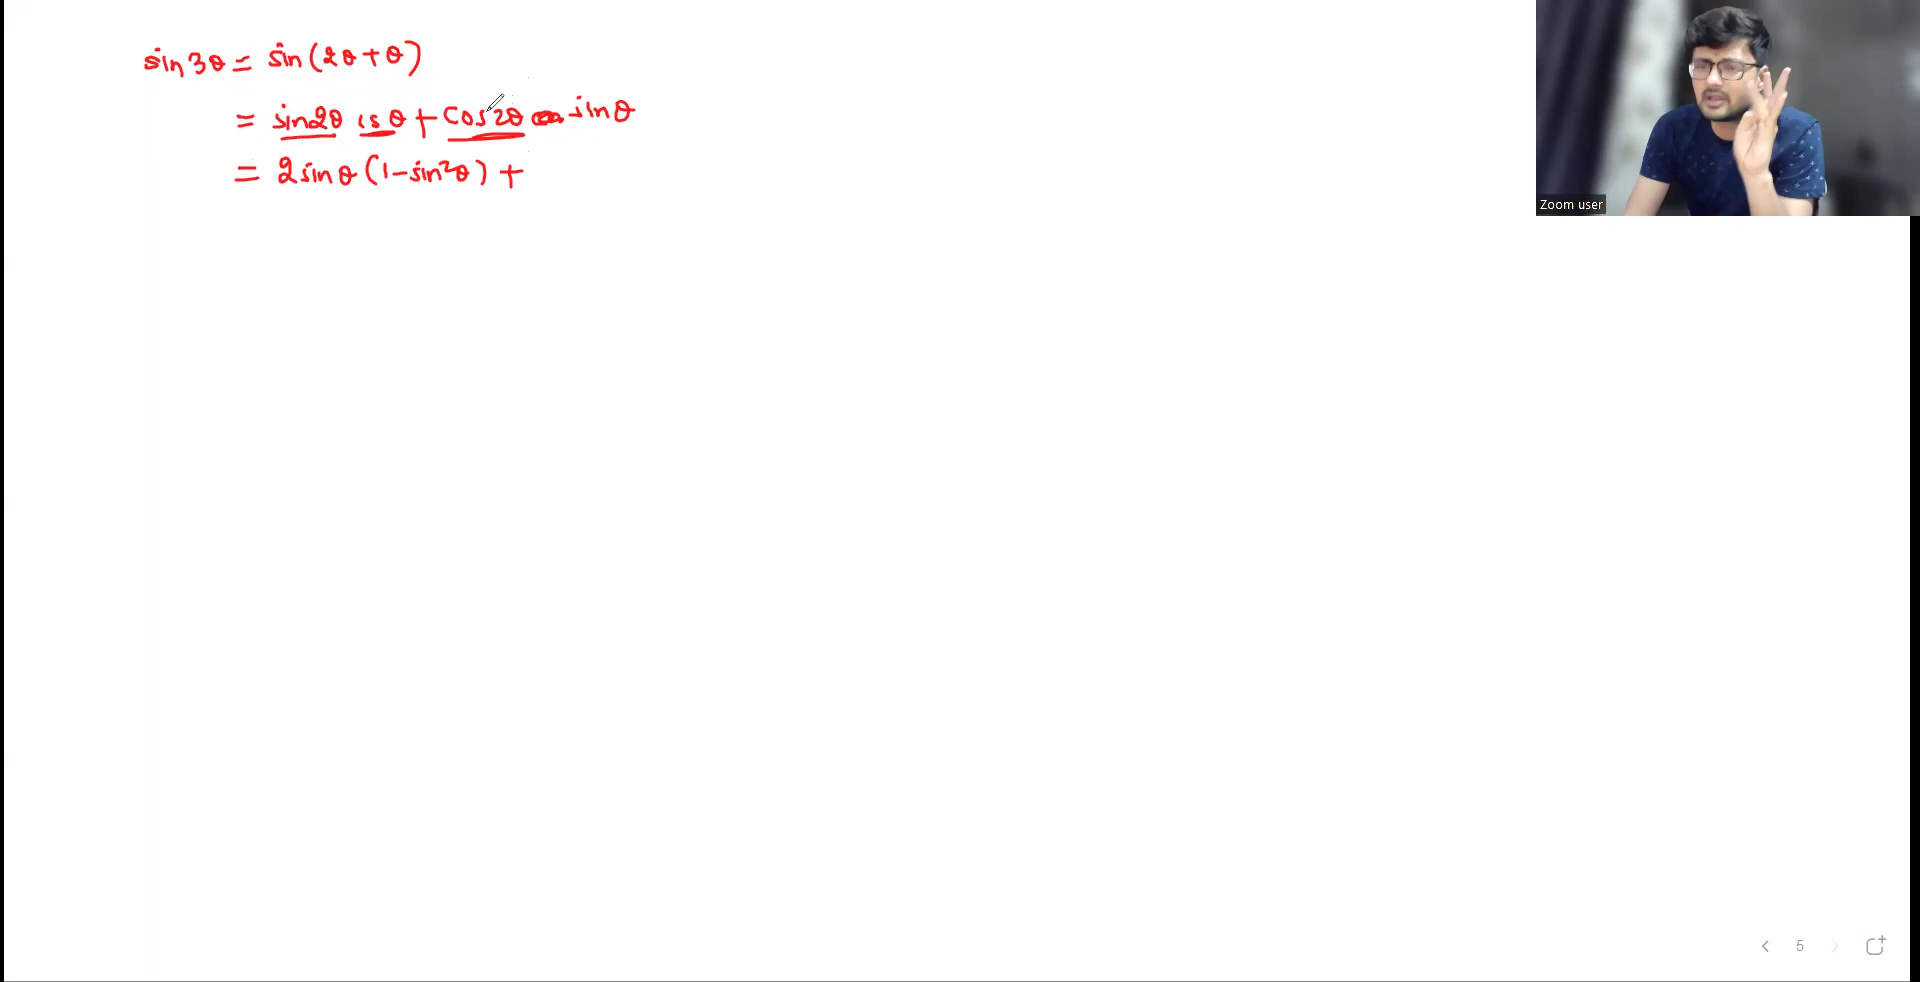 sin3θ = sin(2θ+θ)
= sin2θ cosθ + cos2θ sinθ
= 2sinθ(1-sin²θ) +
Zoom user
5